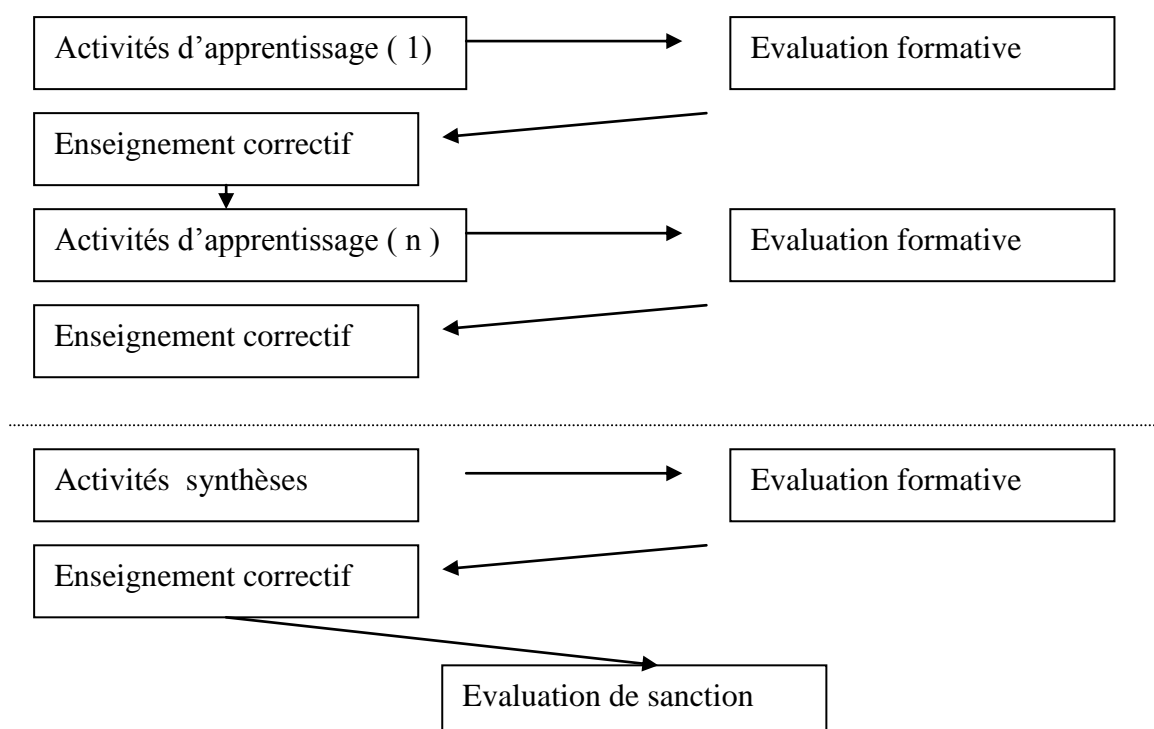 Activités d’apprentissage ( 1)
Evaluation formative
Enseignement correctif
Activités d’apprentissage ( n )
Evaluation formative
Enseignement correctif
Activités  synthèses
Evaluation formative
Enseignement correctif
Evaluation de sanction